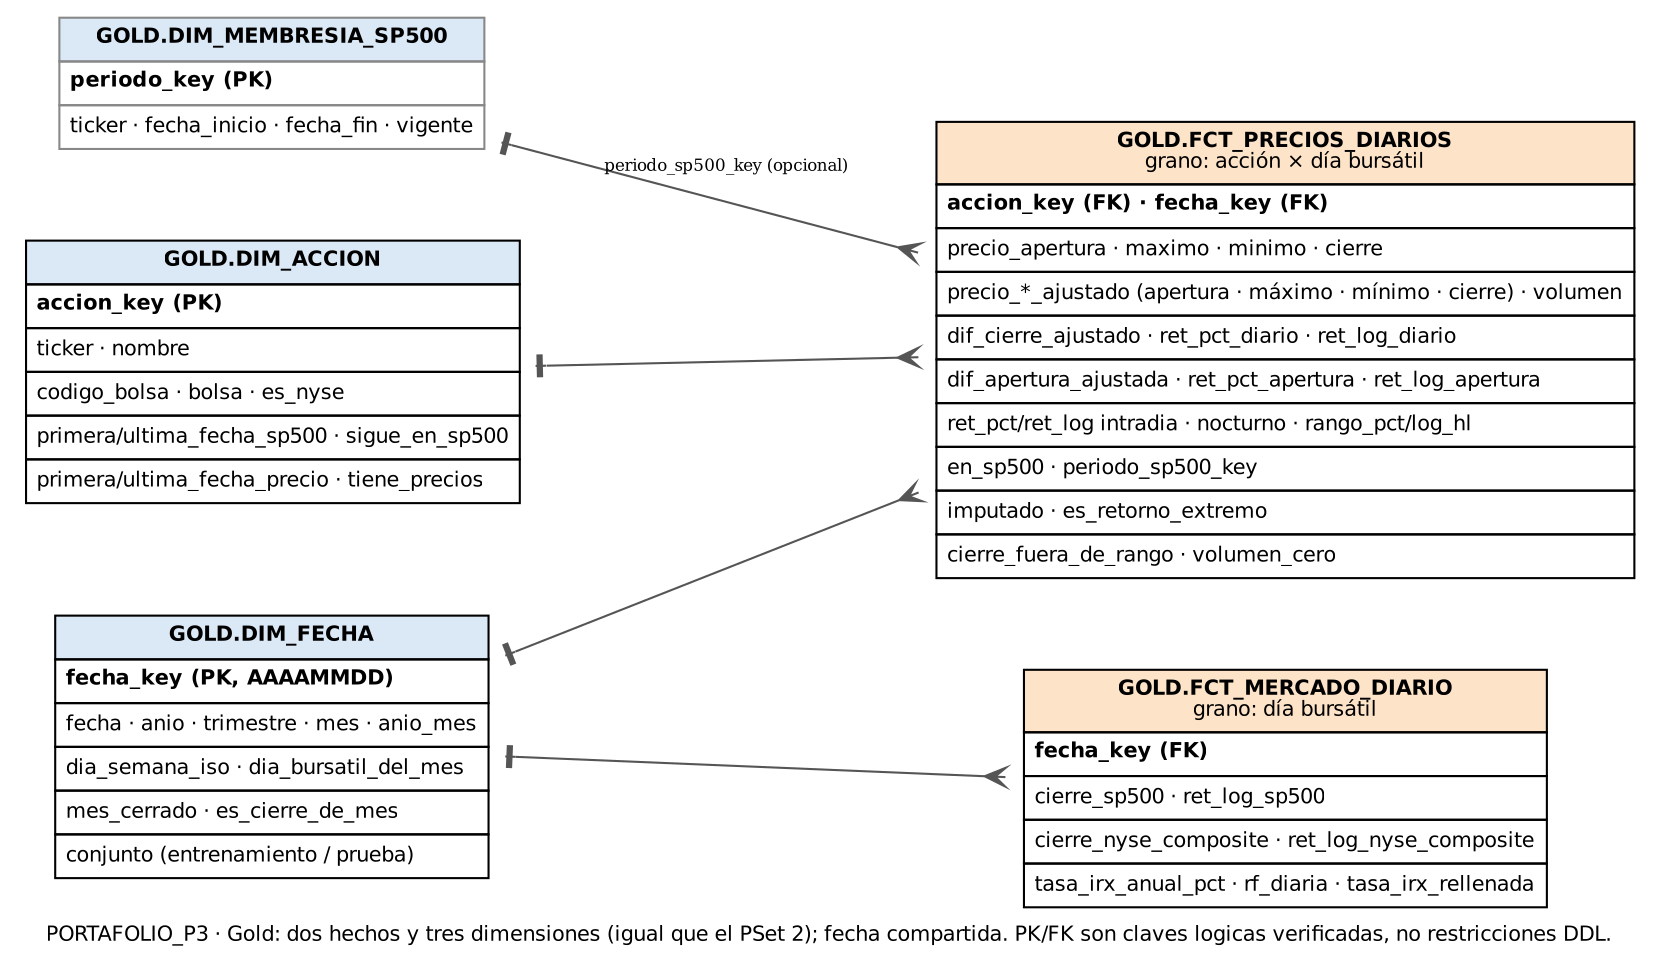 GOLD.DIM_MEMBRESIA_SP500
periodo_key (PK)
ticker · fecha_inicio · fecha_fin · vigente
periodo_sp500_key (opcional)
GOLD.DIM_ACCION
accion_key (PK)
ticker · nombre
codigo_bolsa · bolsa · es_nyse
primera/ultima_fecha_sp500 · sigue_en_sp500
primera/ultima_fecha_precio · tiene_precios
GOLD.FCT_PRECIOS_DIARIOS
grano: acción × día bursátil
accion_key (FK) · fecha_key (FK)
precio_apertura · maximo · minimo · cierre
precio_*_ajustado (apertura · máximo · mínimo · cierre) · volumen
dif_cierre_ajustado · ret_pct_diario · ret_log_diario
dif_apertura_ajustada · ret_pct_apertura · ret_log_apertura
ret_pct/ret_log intradia · nocturno · rango_pct/log_hl
en_sp500 · periodo_sp500_key
imputado · es_retorno_extremo
cierre_fuera_de_rango · volumen_cero
GOLD.DIM_FECHA
fecha_key (PK, AAAAMMDD)
fecha · anio · trimestre · mes · anio_mes
dia_semana_iso · dia_bursatil_del_mes
mes_cerrado · es_cierre_de_mes
conjunto (entrenamiento / prueba)
GOLD.FCT_MERCADO_DIARIO
grano: día bursátil
fecha_key (FK)
cierre_sp500 · ret_log_sp500
cierre_nyse_composite · ret_log_nyse_composite
tasa_irx_anual_pct · rf_diaria · tasa_irx_rellenada
PORTAFOLIO_P3 · Gold: dos hechos y tres dimensiones (igual que el PSet 2); fecha compartida. PK/FK son claves logicas verificadas, no restricciones DDL.